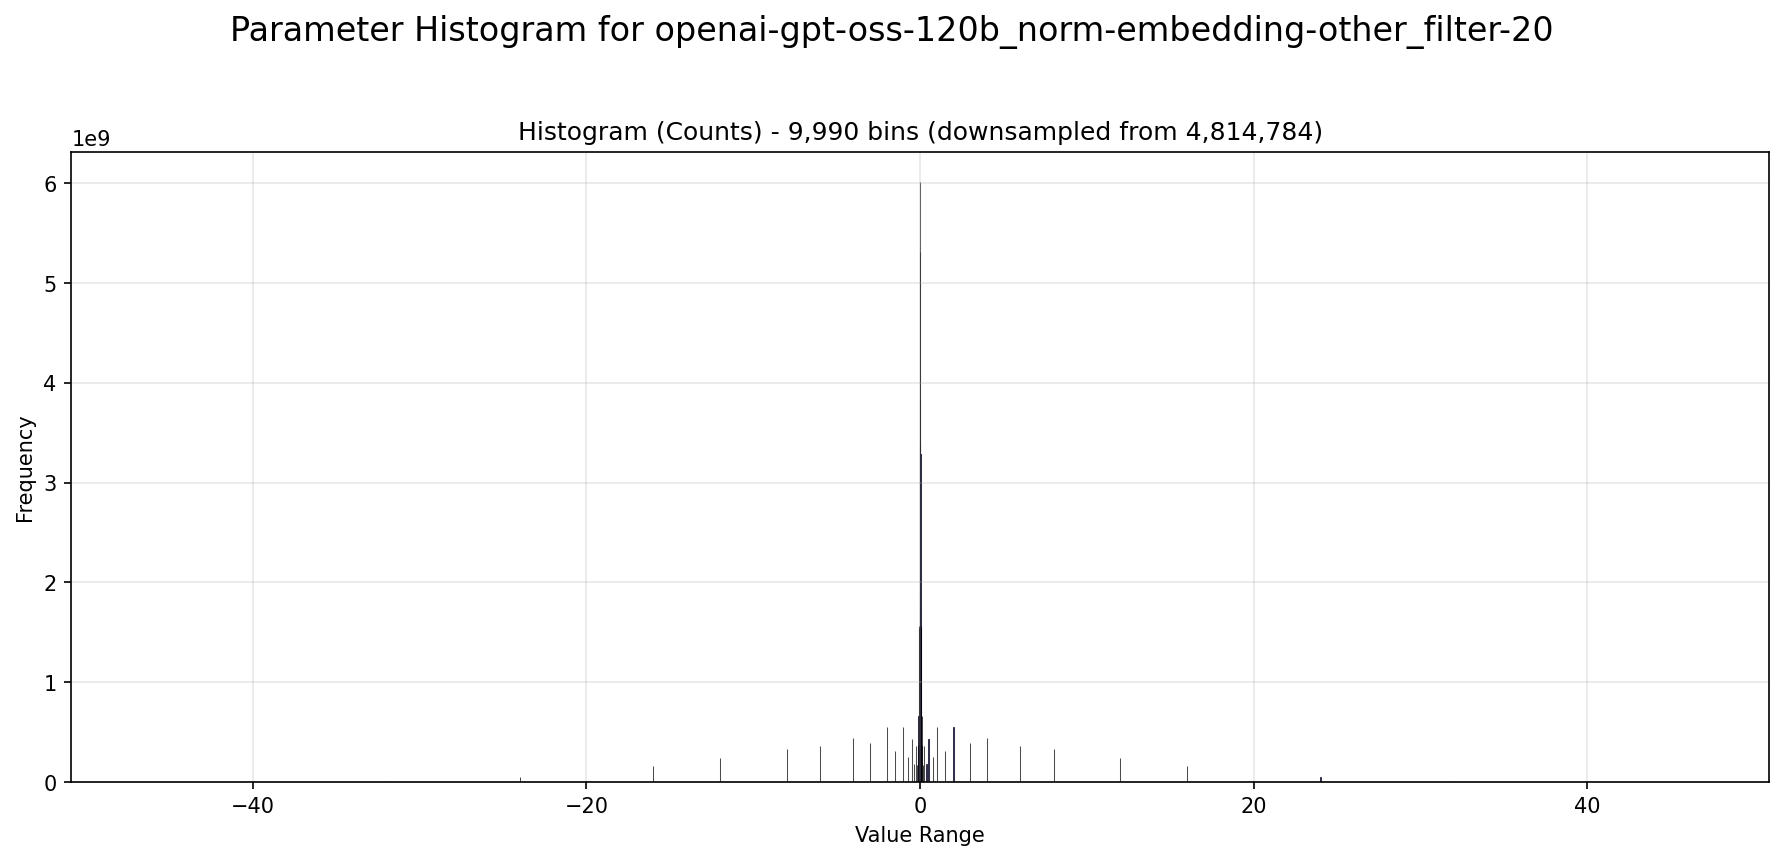 Parameter Histogram for openai-gpt-oss-120b_norm-embedding-other_filter-20
Histogram (Counts) - 9,990 bins (downsampled from 4,814,784)
1e9
6
5
4
3
2
1
0
Frequency
−40
−20
0
20
40
Value Range